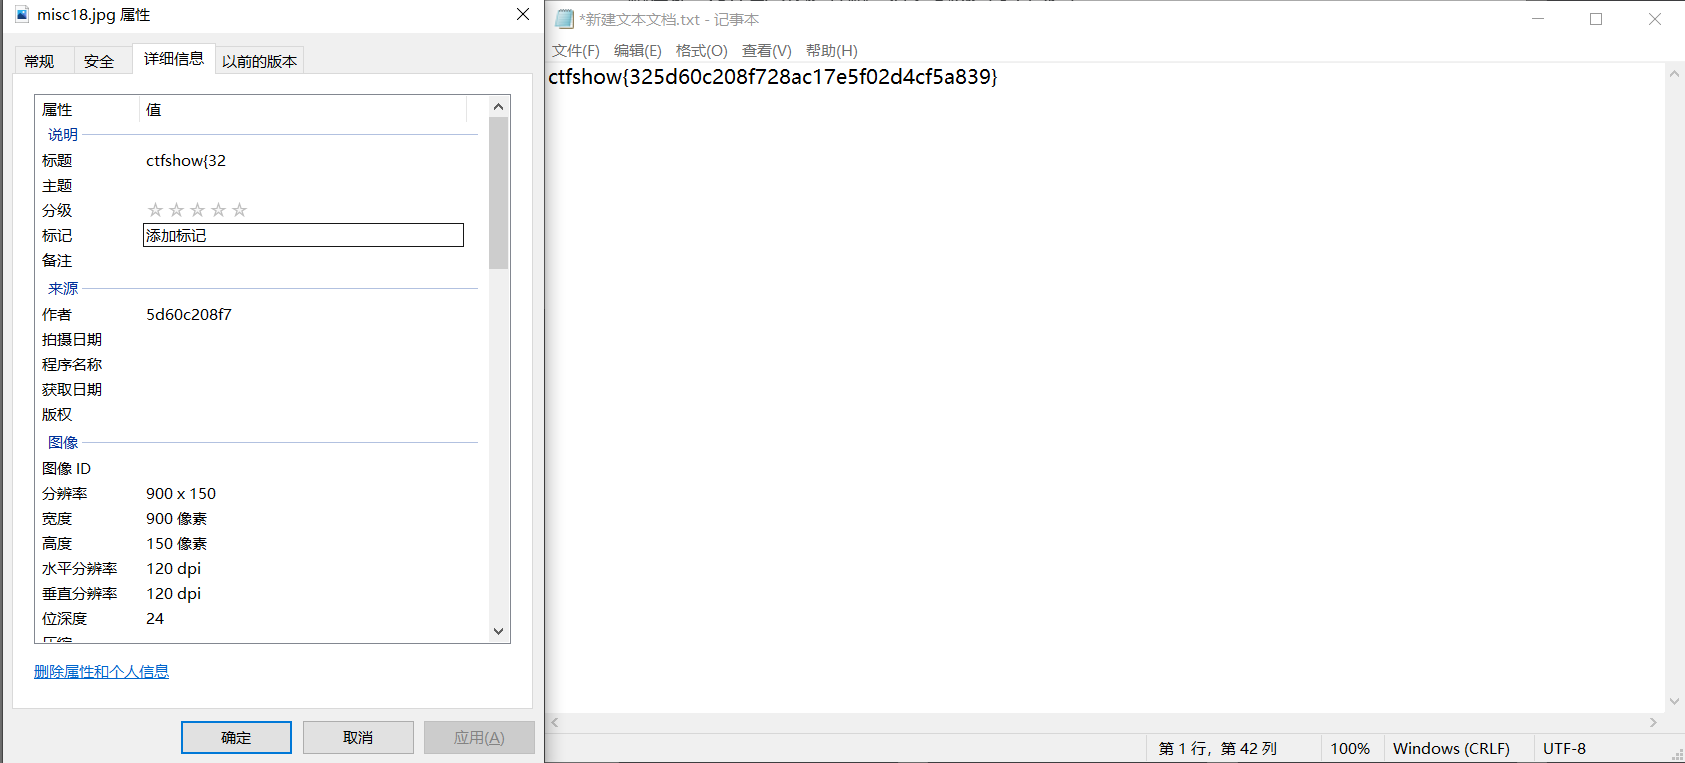 misc18.jpg 属性
常规
安全
详细信息
以前的版本
属性 值
说明
标题 ctfshow{32
主题
分级
标记 添加标记
备注
来源
作者 5d60c208f7
拍摄日期
程序名称
获取日期
版权
图像
图像 ID
分辨率 900 x 150
宽度 900 像素
高度 150 像素
水平分辨率 120 dpi
垂直分辨率 120 dpi
位深度 24
删除属性和个人信息
确定
取消
应用(A)
*新建文本文档.txt - 记事本
文件(F) 编辑(E) 格式(O) 查看(V) 帮助(H)
ctfshow{325d60c208f728ac17e5f02d4cf5a839}
第 1 行，第 42 列
100%
Windows (CRLF)
UTF-8